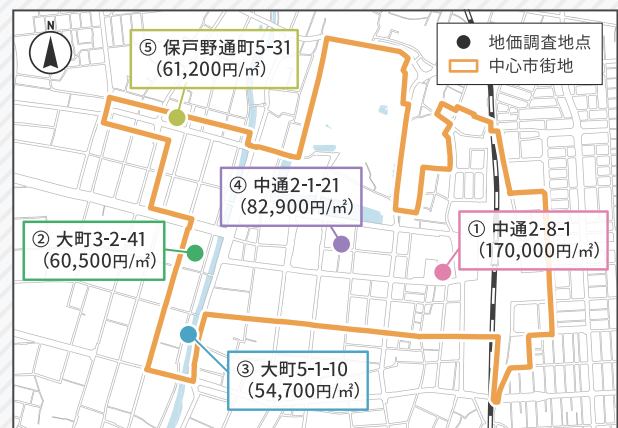 N
⑤ 保戸野通町5-31
（61,200円/㎡）
地価調査地点
中心市街地
④ 中通2-1-21
（82,900円/㎡）
① 中通2-8-1
（170,000円/㎡）
② 大町3-2-41
（60,500円/㎡）
③ 大町5-1-10
（54,700円/㎡）